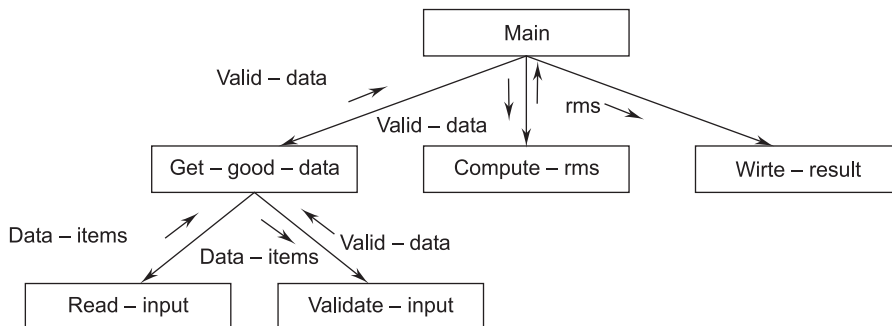 Main
Valid – data
rms
Valid – data
Get – good – data
Compute – rms
Wirte – result
Data – items
Valid – data
Data – items
Read – input
Validate – input